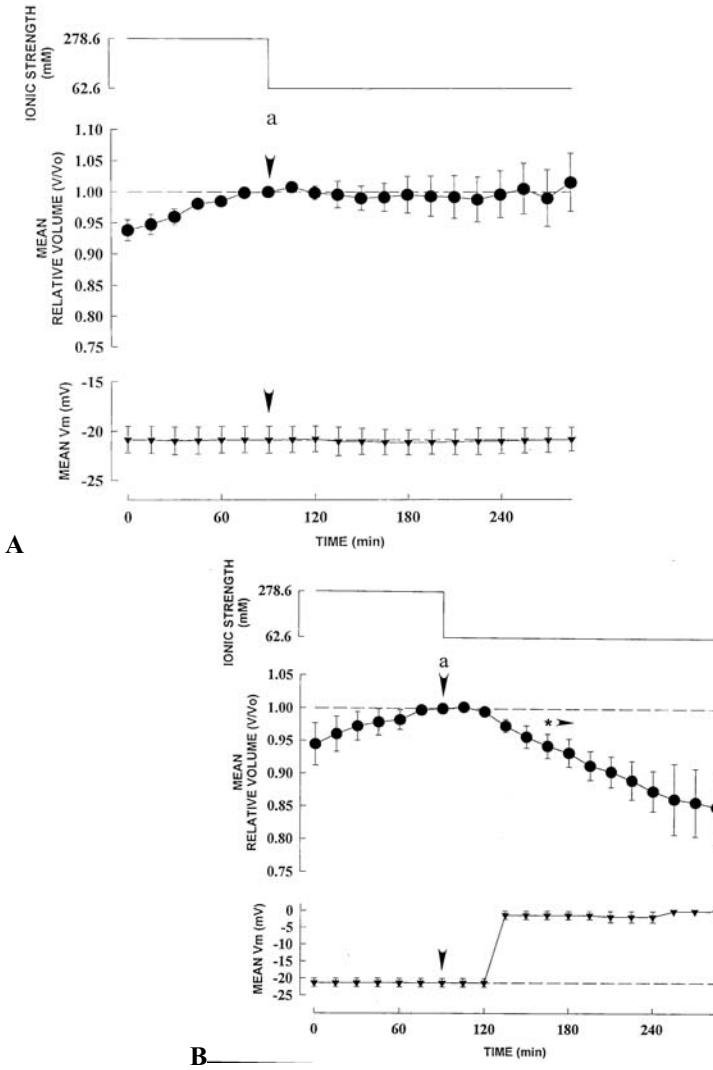 IONIC STRENGTH
(mM)
278.6
62.6
a
MEAN
RELATIVE VOLUME (V/Vo)
1.10
1.05
1.00
0.95
0.90
0.85
0.80
0.75
MEAN Vm (mV)
-15
-20
-25
0
60
120
180
240
TIME (min)
A
IONIC STRENGTH
(mM)
278.6
62.6
a
MEAN
RELATIVE VOLUME (V/Vo)
1.05
1.00
0.95
0.90
0.85
0.80
0.75
*
MEAN Vm (mV)
0
-5
-10
-15
-20
-25
0
60
120
180
240
TIME (min)
B